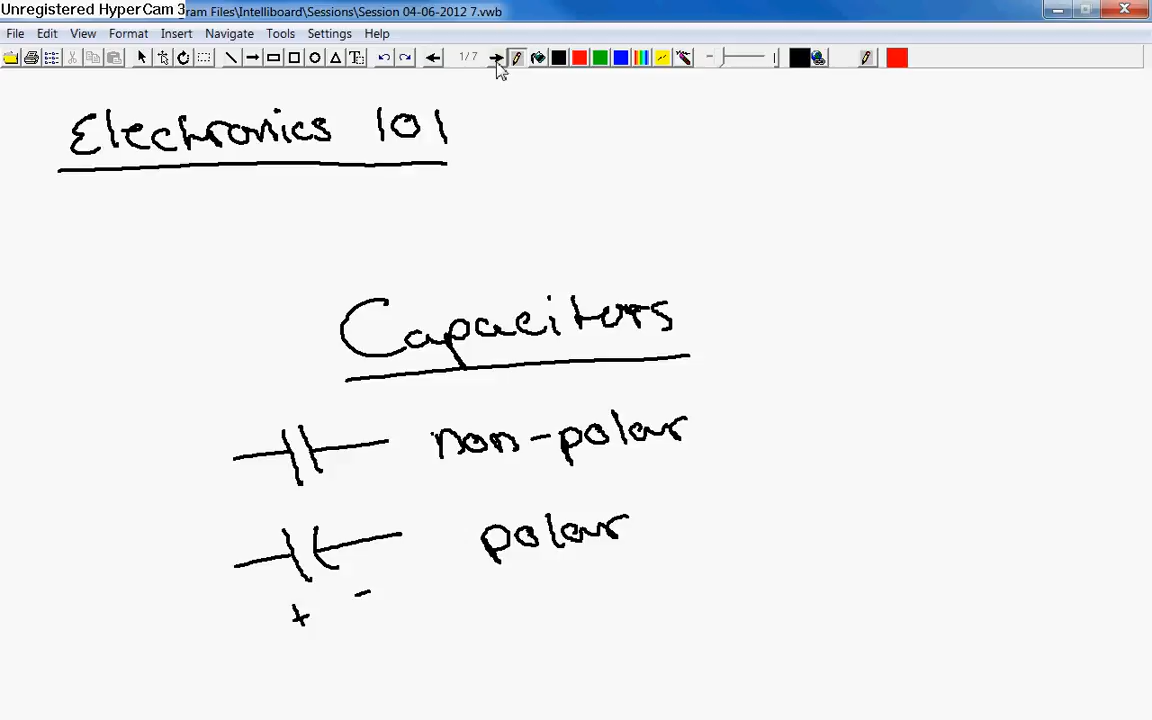 Unregistered HyperCam 3
ram Files\Intelliboard\Sessions\Session 04-06-2012 7.vwb
File Edit View Format Insert Navigate Tools Settings Help
1/7
Electronics 101
Capacitors
non-polar
polar
+ -